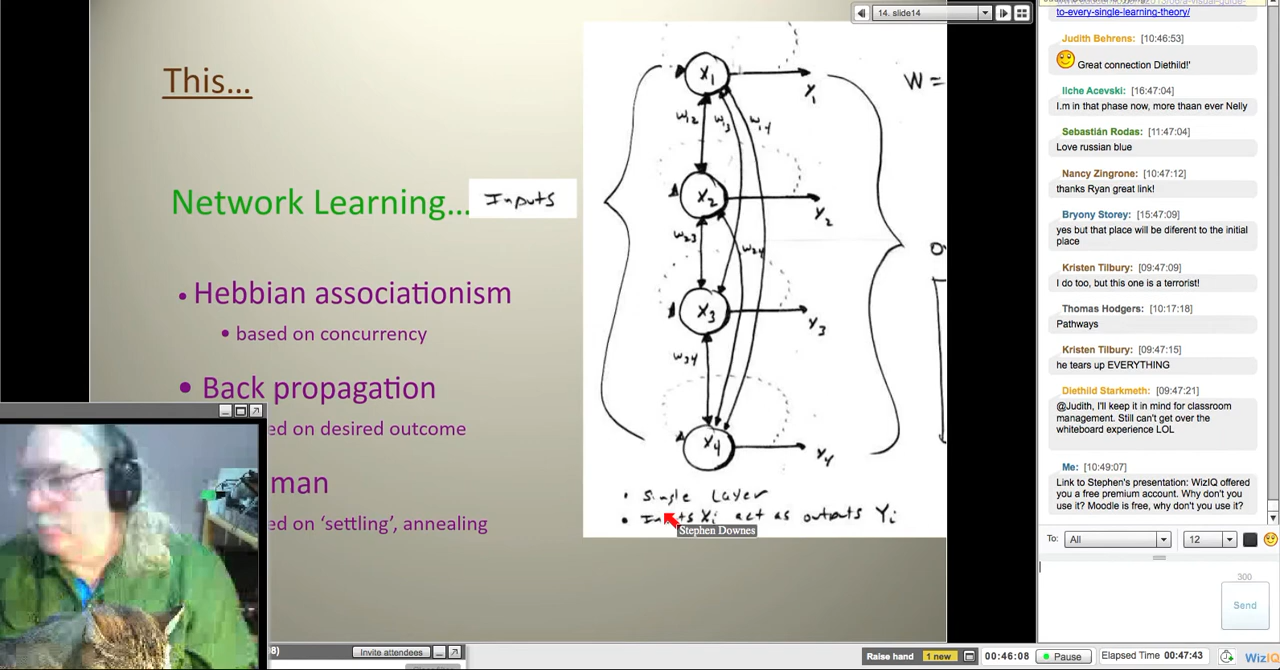 14. slide14
This...
Network Learning...
Inputs
• Hebbian associationism
• based on concurrency
• Back propagation
ed on desired outcome
man
ed on 'settling', annealing
X1
Y1
W =
W12
W13
W14
X2
Y2
W23
W24
X3
Y3
W34
X4
Y4
• Single Layer
• Inputs Xi act as outputs Yi
Stephen Downes
Invite attendees
Raise hand
1 new
00:46:08
Pause
Elapsed Time 00:47:43
WizIQ
to-every-single-learning-theory/
Judith Behrens: [10:46:53]
Great connection Diethild!'
Ilche Acevski: [16:47:04]
I.m in that phase now, more thaan ever Nelly
Sebastián Rodas: [11:47:04]
Love russian blue
Nancy Zingrone: [10:47:12]
thanks Ryan great link!
Bryony Storey: [15:47:09]
yes but that place will be diferent to the initial
place
Kristen Tilbury: [09:47:09]
I do too, but this one is a terrorist!
Thomas Hodgers: [10:17:18]
Pathways
Kristen Tilbury: [09:47:15]
he tears up EVERYTHING
Diethild Starkmeth: [09:47:21]
@Judith, I'll keep it in mind for classroom
management. Still can't get over the
whiteboard experience LOL
Me: [10:49:07]
Link to Stephen's presentation: WizIQ offered
you a free premium account. Why don't you
use it? Moodle is free, why don't you use it?
To: All
12
300
Send